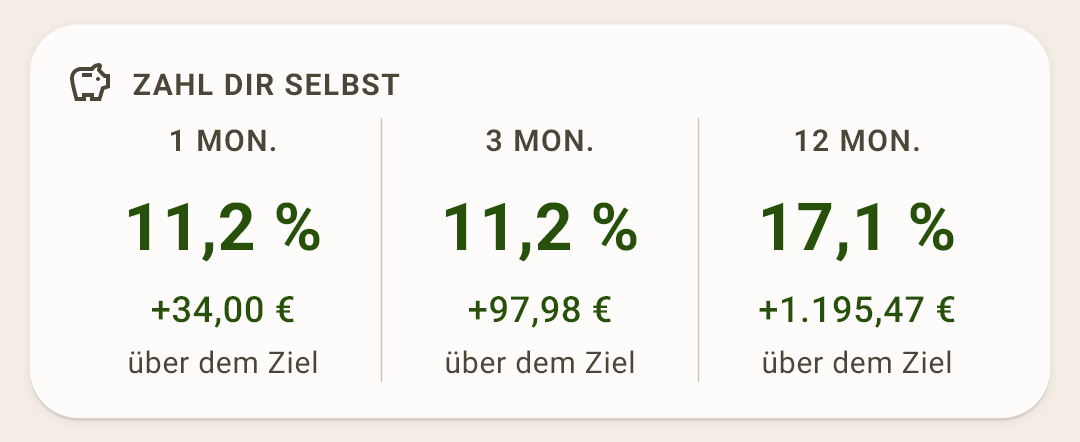 ZAHL DIR SELBST
1 MON.
11,2 %
+34,00 €
über dem Ziel
3 MON.
11,2 %
+97,98 €
über dem Ziel
12 MON.
17,1 %
+1.195,47 €
über dem Ziel